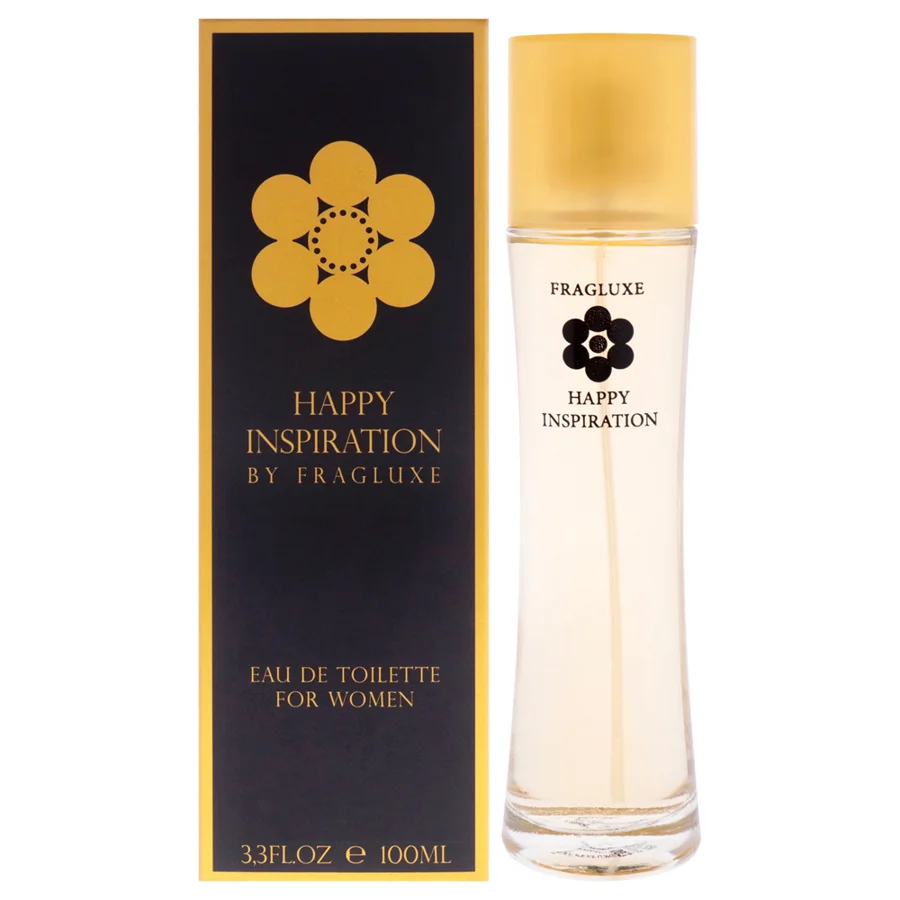 HAPPY
INSPIRATION
BY FRAGLUXE
EAU DE TOILETTE
FOR WOMEN
3,3FL.OZ e 100ML
FRAGLUXE
HAPPY
INSPIRATION